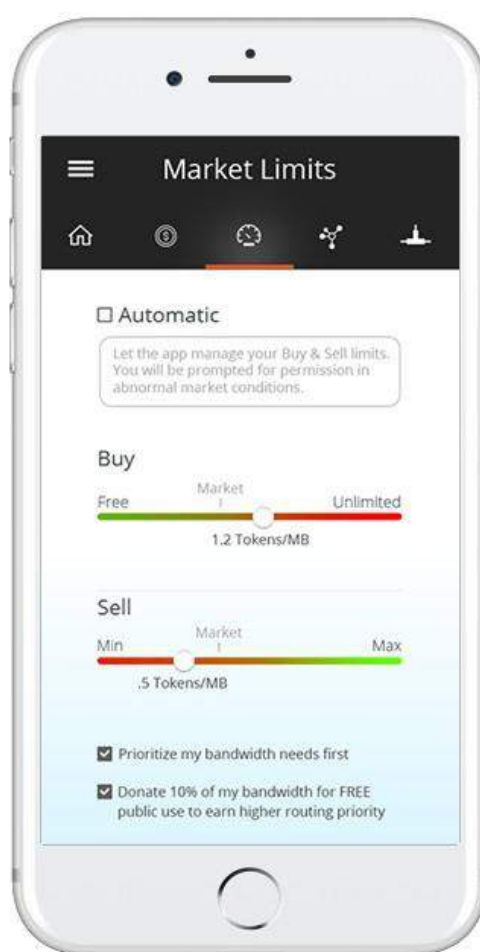 Market Limits
Automatic
Let the app manage your Buy & Sell limits.
You will be prompted for permission in
abnormal market conditions.
Buy
Market
Free Unlimited
1.2 Tokens/MB
Sell
Market
Min Max
.5 Tokens/MB
Prioritize my bandwidth needs first
Donate 10% of my bandwidth for FREE
public use to earn higher routing priority